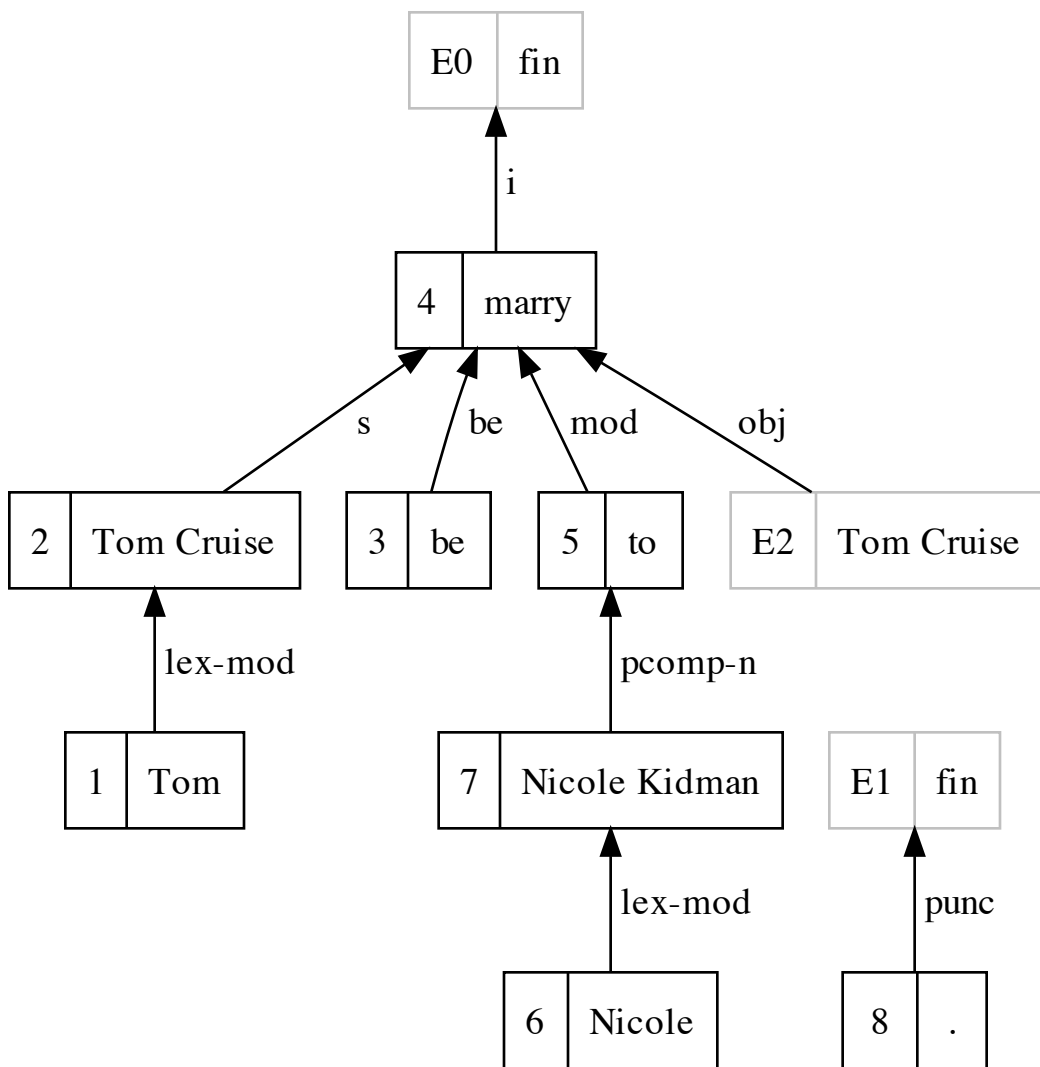 E0 fin
i
4 marry
s be mod obj
2 Tom Cruise 3 be 5 to E2 Tom Cruise
lex-mod pcomp-n
1 Tom 7 Nicole Kidman E1 fin
lex-mod punc
6 Nicole 8 .